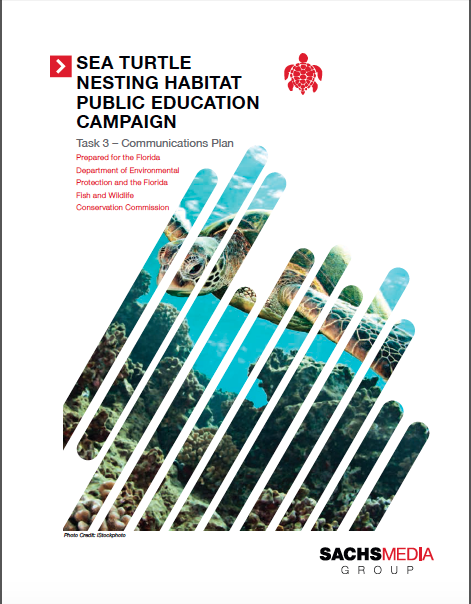 SEA TURTLE
NESTING HABITAT
PUBLIC EDUCATION
CAMPAIGN
Task 3 – Communications Plan
Prepared for the Florida
Department of Environmental
Protection and the Florida
Fish and Wildlife
Conservation Commission
Photo Credit: iStockphoto
SACHSMEDIA
GROUP